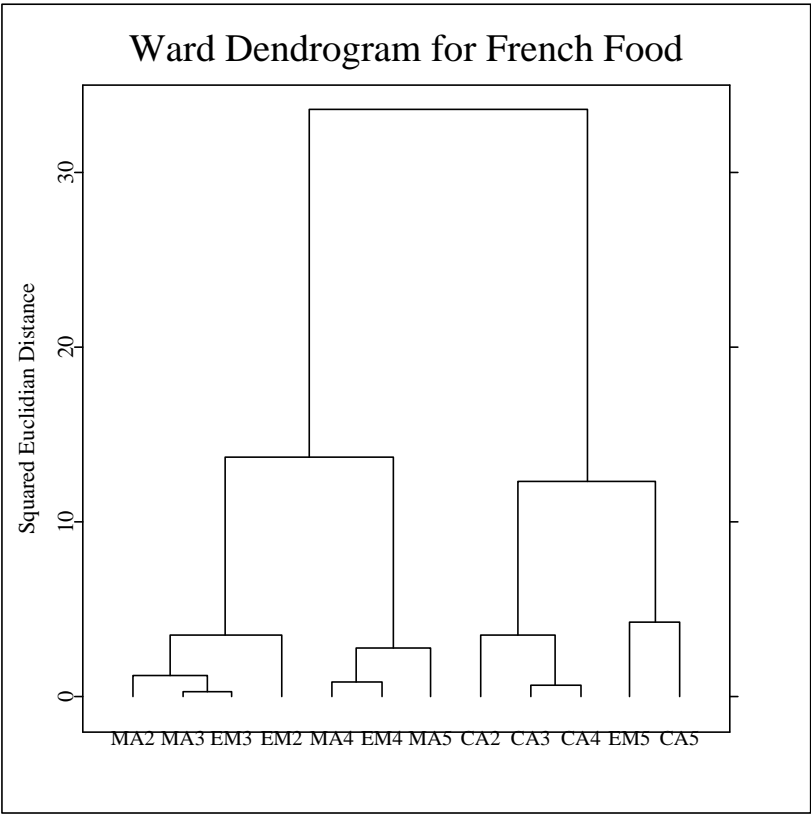 Ward Dendrogram for French Food
Squared Euclidian Distance
30
20
10
0
MA2 MA3 EM3 EM2 MA4 EM4 MA5 CA2 CA3 CA4 EM5 CA5